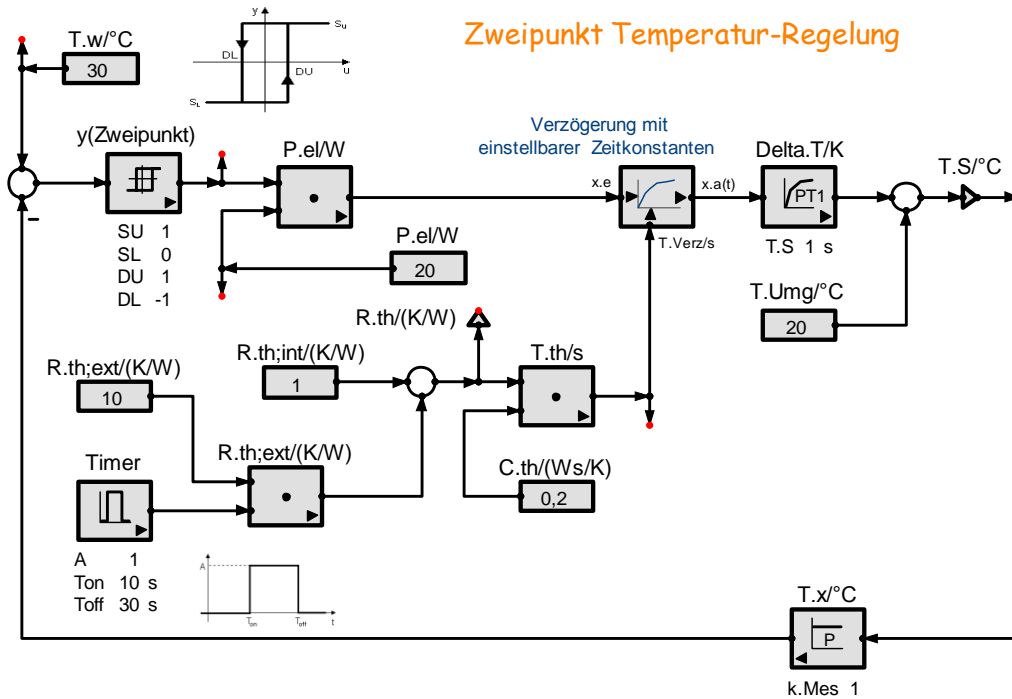 Zweipunkt Temperatur-Regelung
T.w/°C
30
y
S_U
DL
DU
u
S_L
y(Zweipunkt)
SU 1
SL 0
DU 1
DL -1
P.el/W
P.el/W
20
Verzögerung mit
einstellbarer Zeitkonstanten
x.e
x.a(t)
T.Verz/s
Delta.T/K
PT1
T.S 1 s
T.S/°C
T.Umg/°C
20
R.th/(K/W)
R.th;int/(K/W)
1
T.th/s
R.th;ext/(K/W)
10
R.th;ext/(K/W)
C.th/(Ws/K)
0,2
Timer
A 1
Ton 10 s
Toff 30 s
A
T_on
T_off
t
T.x/°C
P
k.Mes 1